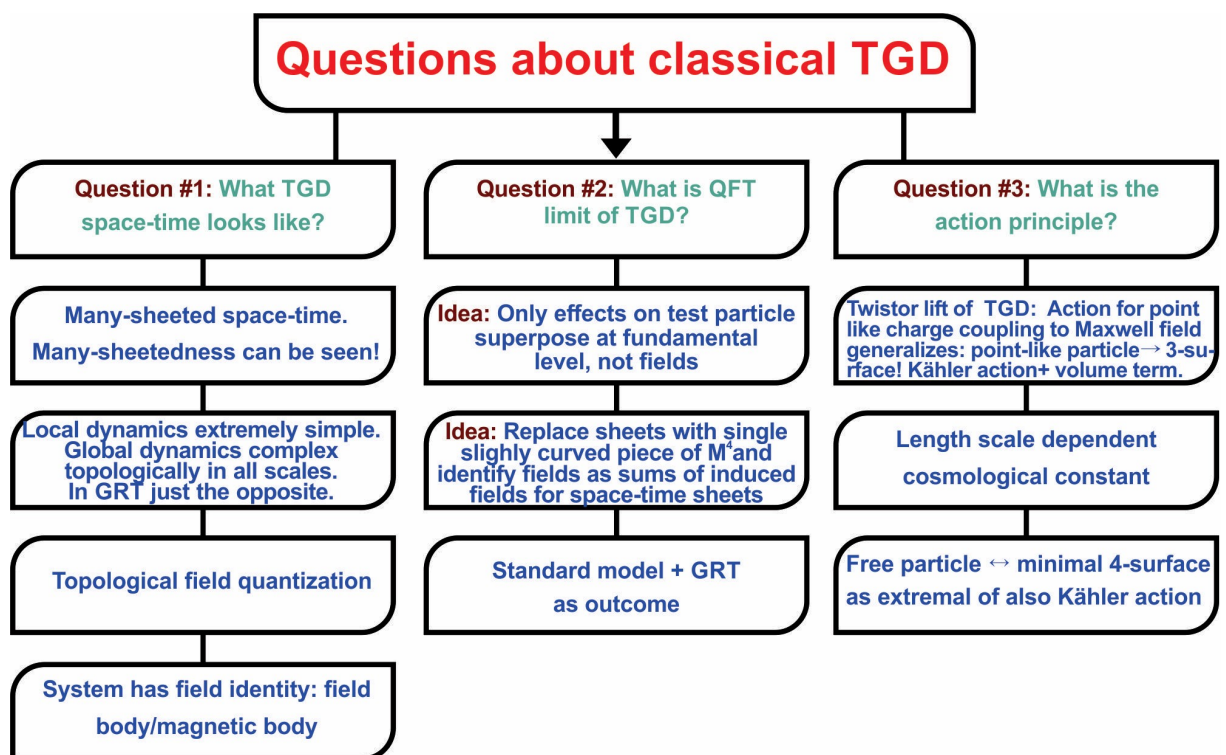 Questions about classical TGD
Question #1: What TGD
space-time looks like?
Many-sheeted space-time.
Many-sheetedness can be seen!
Local dynamics extremely simple.
Global dynamics complex
topologically in all scales.
In GRT just the opposite.
Topological field quantization
System has field identity: field
body/magnetic body
Question #2: What is QFT
limit of TGD?
Idea: Only effects on test particle
superpose at fundamental
level, not fields
Idea: Replace sheets with single
slighly curved piece of M⁴and
identify fields as sums of induced
fields for space-time sheets
Standard model + GRT
as outcome
Question #3: What is the
action principle?
Twistor lift of TGD: Action for point
like charge coupling to Maxwell field
generalizes: point-like particle→ 3-su-
rface! Kähler action+ volume term.
Length scale dependent
cosmological constant
Free particle ↔ minimal 4-surface
as extremal of also Kähler action